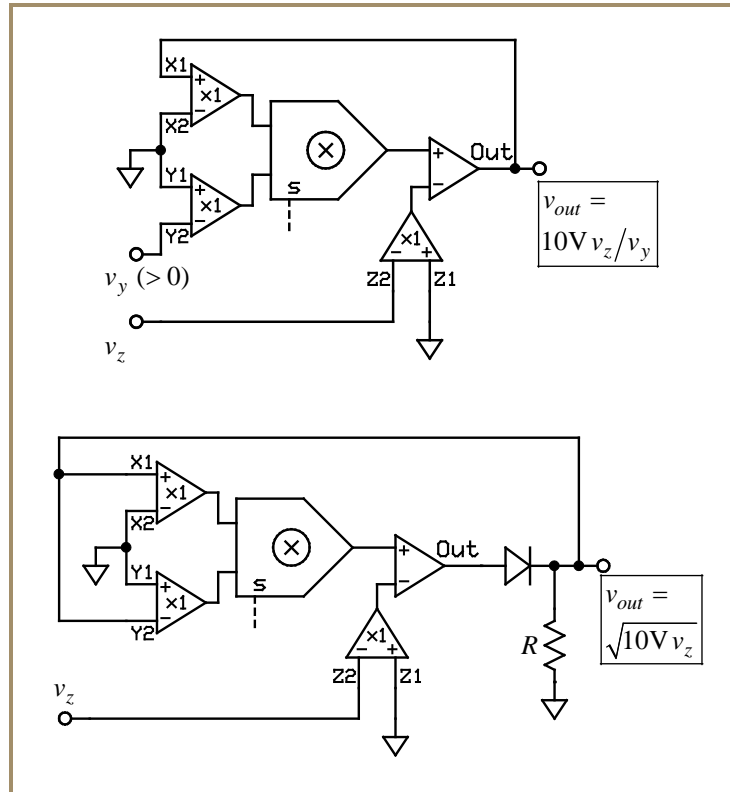 X1
+
×1
−
X2
Y1
+
×1
−
Y2
S
+
Out
−
×1
− +
Z2 Z1
v_y (> 0)
v_z
v_out =
10V v_z/v_y
X1
+
×1
−
X2
Y1
+
×1
−
Y2
S
+
Out
−
×1
− +
Z2 Z1
R
v_z
v_out =
√10V v_z